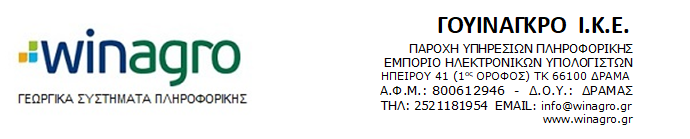 winagro
ΓΕΩΡΓΙΚΑ ΣΥΣΤΗΜΑΤΑ ΠΛΗΡΟΦΟΡΙΚΗΣ
ΓΟΥΙΝΑΓΚΡΟ Ι.Κ.Ε.
ΠΑΡΟΧΗ ΥΠΗΡΕΣΙΩΝ ΠΛΗΡΟΦΟΡΙΚΗΣ
ΕΜΠΟΡΙΟ ΗΛΕΚΤΡΟΝΙΚΩΝ ΥΠΟΛΟΓΙΣΤΩΝ
ΗΠΕΙΡΟΥ 41 (1ος ΟΡΟΦΟΣ) ΤΚ 66100 ΔΡΑΜΑ
Α.Φ.Μ.: 800612946 - Δ.Ο.Υ.: ΔΡΑΜΑΣ
ΤΗΛ: 2521181954 EMAIL: info@winagro.gr
www.winagro.gr